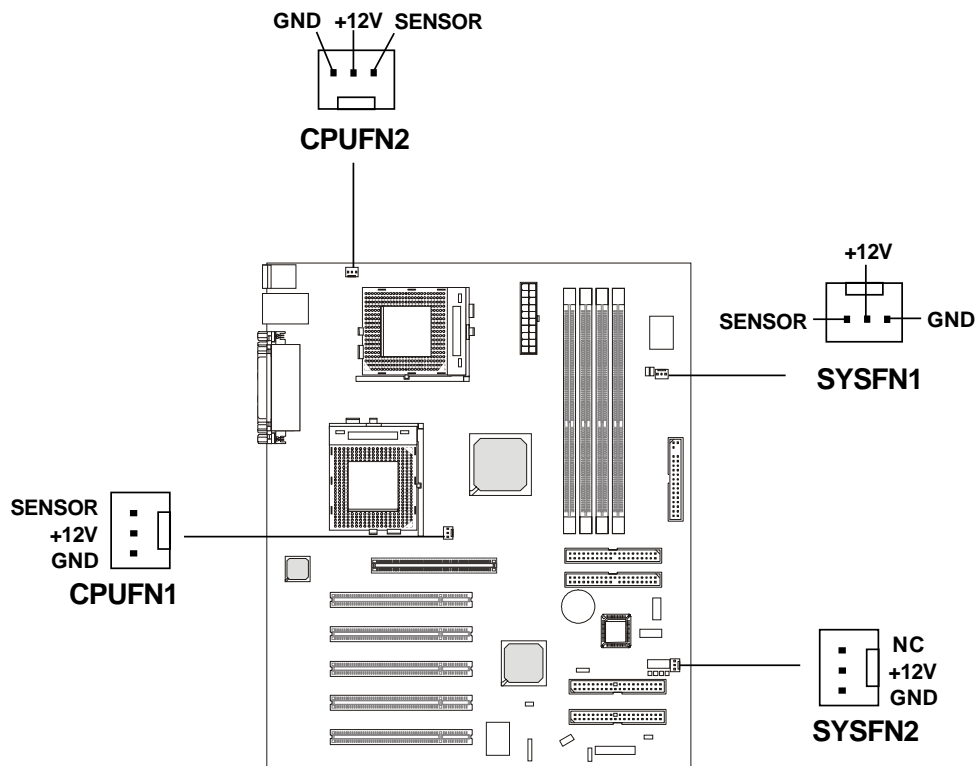 GND +12V SENSOR
CPUFN2
+12V
SENSOR
GND
SYSFN1
SENSOR
+12V
GND
CPUFN1
NC
+12V
GND
SYSFN2